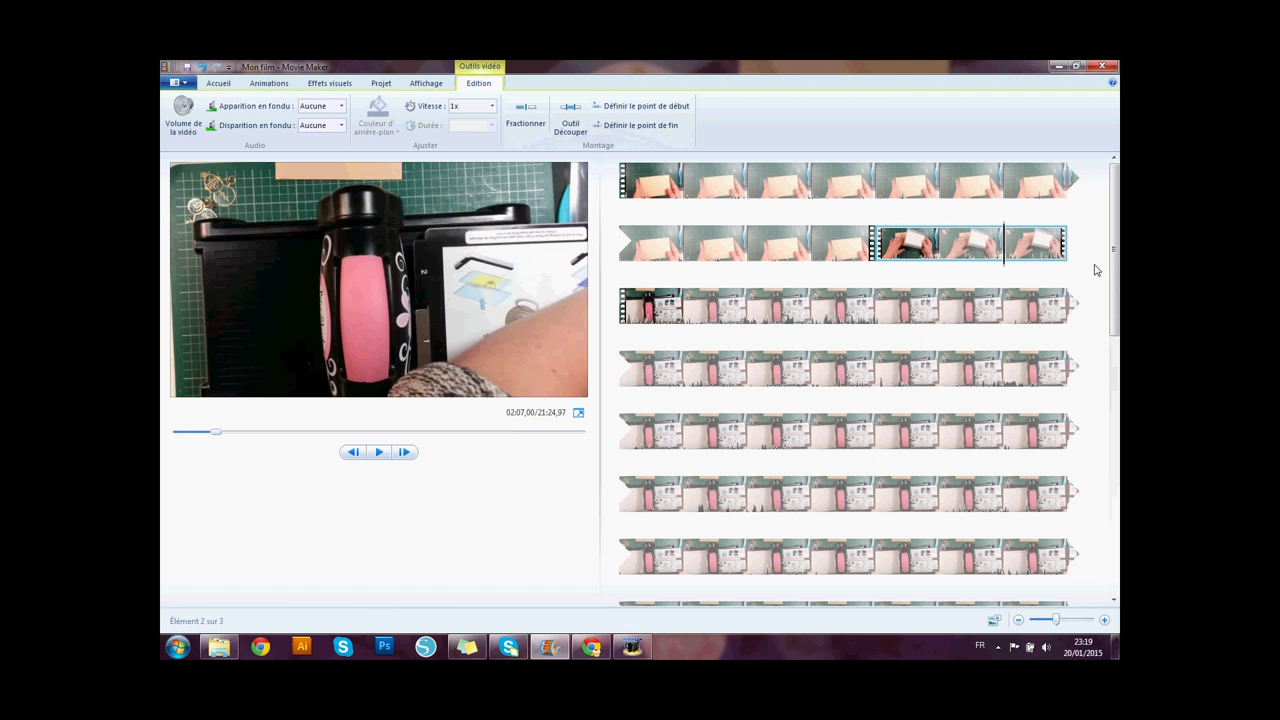 Mon film - Movie Maker
Outils vidéo
Accueil
Animations
Effets visuels
Projet
Affichage
Edition
Volume de
la vidéo
Apparition en fondu :
Aucune
Disparition en fondu :
Aucune
Audio
Couleur d'
arrière-plan
Vitesse :
1x
Durée :
Ajuster
Fractionner
Outil
Découper
Définir le point de début
Définir le point de fin
Montage
02:07,00/21:24,97
Élément 2 sur 3
Ai
Ps
FR
23:19
20/01/2015